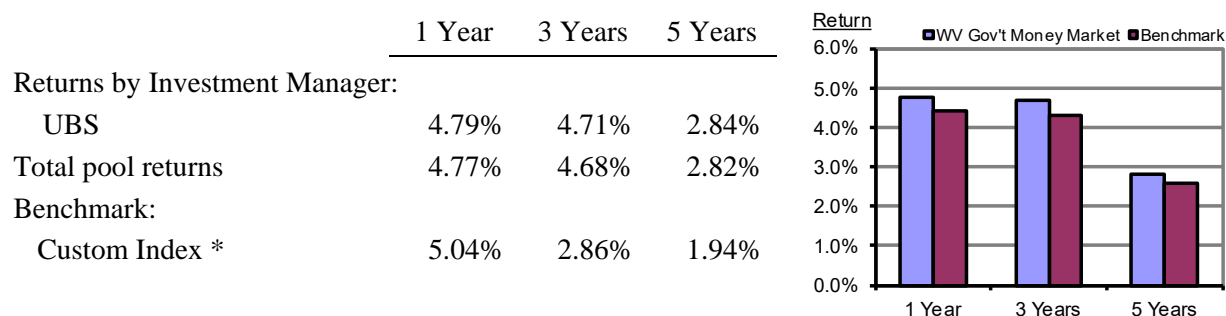 1 Year 3 Years 5 Years
Returns by Investment Manager:
UBS 4.79% 4.71% 2.84%
Total pool returns 4.77% 4.68% 2.82%
Benchmark:
Custom Index * 5.04% 2.86% 1.94%
Return
WV Gov't Money Market Benchmark
6.0%
5.0%
4.0%
3.0%
2.0%
1.0%
0.0%
1 Year 3 Years 5 Years